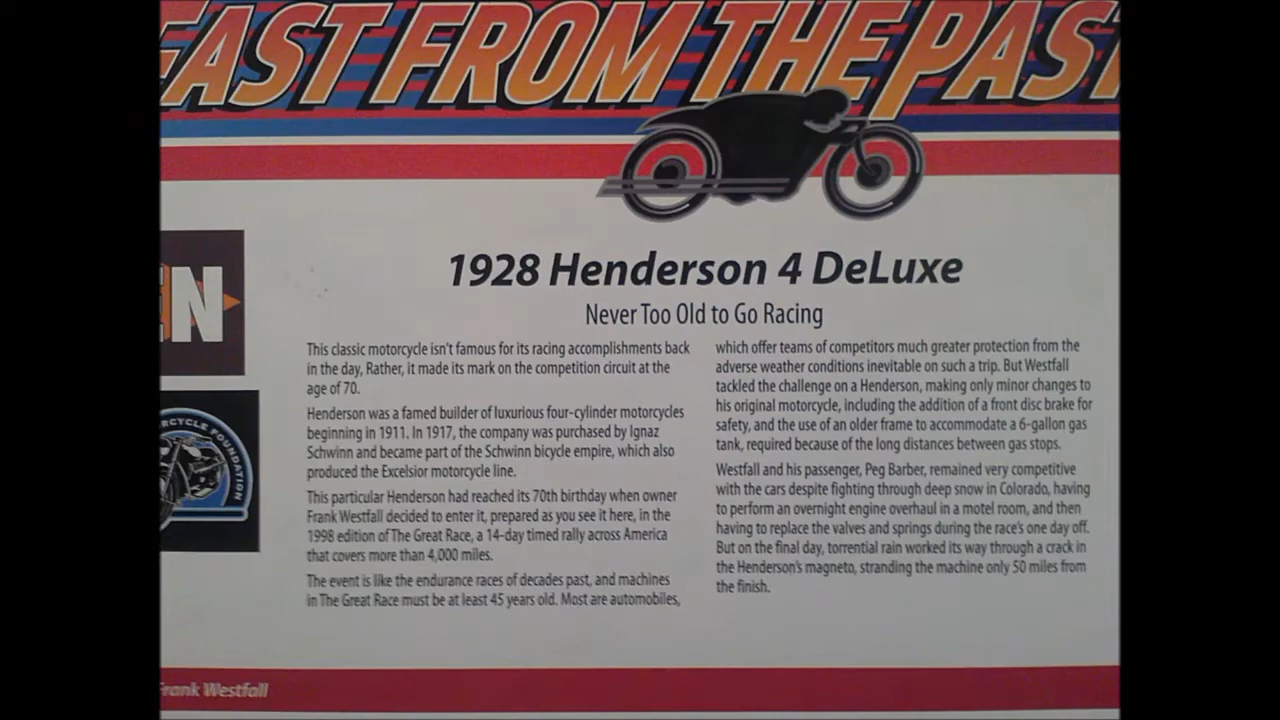 FAST FROM THE PAST
1928 Henderson 4 DeLuxe
Never Too Old to Go Racing
This classic motorcycle isn't famous for its racing accomplishments back
in the day, Rather, it made its mark on the competition circuit at the
age of 70.
Henderson was a famed builder of luxurious four-cylinder motorcycles
beginning in 1911. In 1917, the company was purchased by Ignaz
Schwinn and became part of the Schwinn bicycle empire, which also
produced the Excelsior motorcycle line.
This particular Henderson had reached its 70th birthday when owner
Frank Westfall decided to enter it, prepared as you see it here, in the
1998 edition of The Great Race, a 14-day timed rally across America
that covers more than 4,000 miles.
The event is like the endurance races of decades past, and machines
in The Great Race must be at least 45 years old. Most are automobiles,
which offer teams of competitors much greater protection from the
adverse weather conditions inevitable on such a trip. But Westfall
tackled the challenge on a Henderson, making only minor changes to
his original motorcycle, including the addition of a front disc brake for
safety, and the use of an older frame to accommodate a 6-gallon gas
tank, required because of the long distances between gas stops.
Westfall and his passenger, Peg Barber, remained very competitive
with the cars despite fighting through deep snow in Colorado, having
to perform an overnight engine overhaul in a motel room, and then
having to replace the valves and springs during the race's one day off.
But on the final day, torrential rain worked its way through a crack in
the Henderson's magneto, stranding the machine only 50 miles from
the finish.
EN
RCYCLE FOUNDATION
Frank Westfall